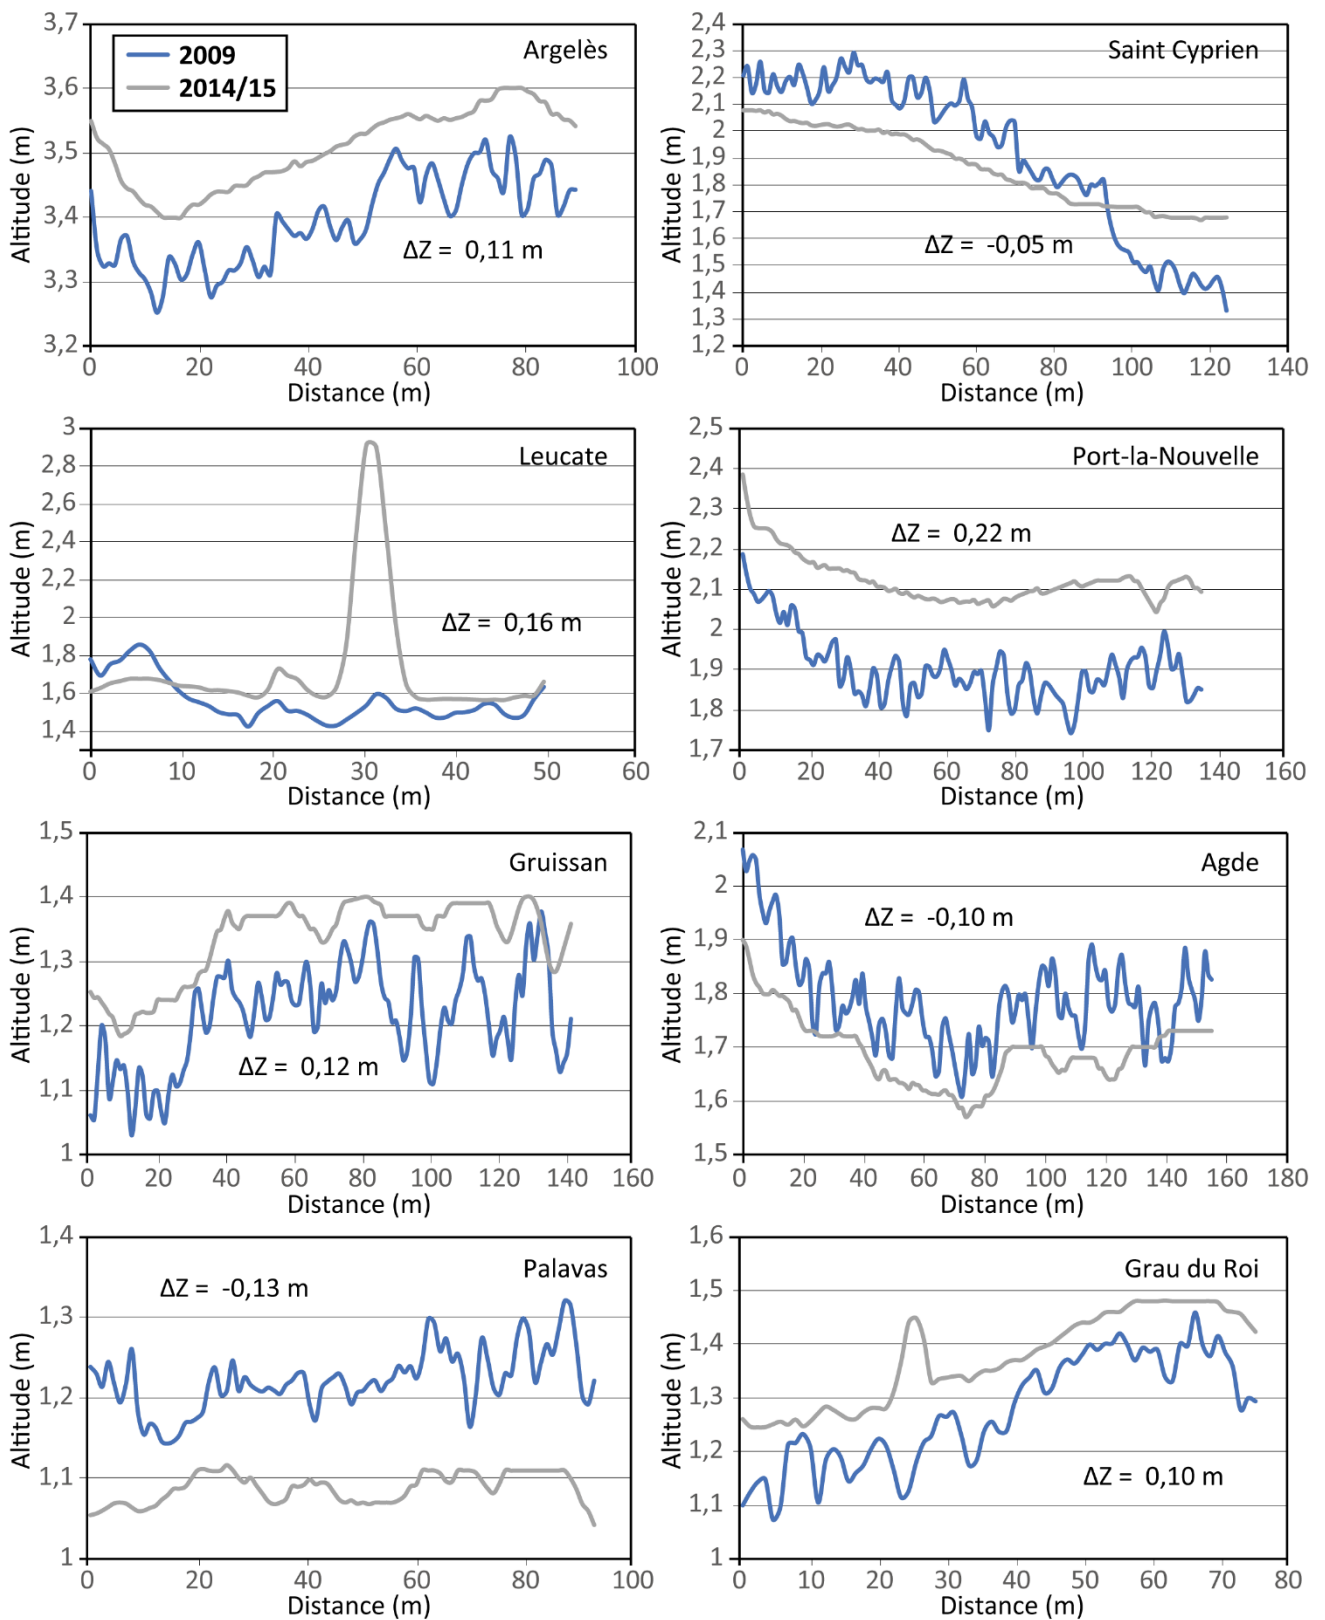 Argelès
2009
2014/15
Altitude (m)
3,7
3,6
3,5
3,4
3,3
3,2
ΔZ = 0,11 m
0 20 40 60 80 100
Distance (m)
Saint Cyprien
Altitude (m)
2,4
2,3
2,2
2,1
2
1,9
1,8
1,7
1,6
1,5
1,4
1,3
1,2
ΔZ = -0,05 m
0 20 40 60 80 100 120 140
Distance (m)
Leucate
Altitude (m)
3
2,8
2,6
2,4
2,2
2
1,8
1,6
1,4
ΔZ = 0,16 m
0 10 20 30 40 50 60
Distance (m)
Port-la-Nouvelle
Altitude (m)
2,5
2,4
2,3
2,2
2,1
2
1,9
1,8
1,7
ΔZ = 0,22 m
0 20 40 60 80 100 120 140 160
Distance (m)
Gruissan
Altitude (m)
1,5
1,4
1,3
1,2
1,1
1
ΔZ = 0,12 m
0 20 40 60 80 100 120 140 160
Distance (m)
Agde
Altitude (m)
2,1
2
1,9
1,8
1,7
1,6
1,5
ΔZ = -0,10 m
0 20 40 60 80 100 120 140 160 180
Distance (m)
Palavas
Altitude (m)
1,4
1,3
1,2
1,1
1
ΔZ = -0,13 m
0 20 40 60 80 100
Distance (m)
Grau du Roi
Altitude (m)
1,6
1,5
1,4
1,3
1,2
1,1
1
ΔZ = 0,10 m
0 10 20 30 40 50 60 70 80
Distance (m)